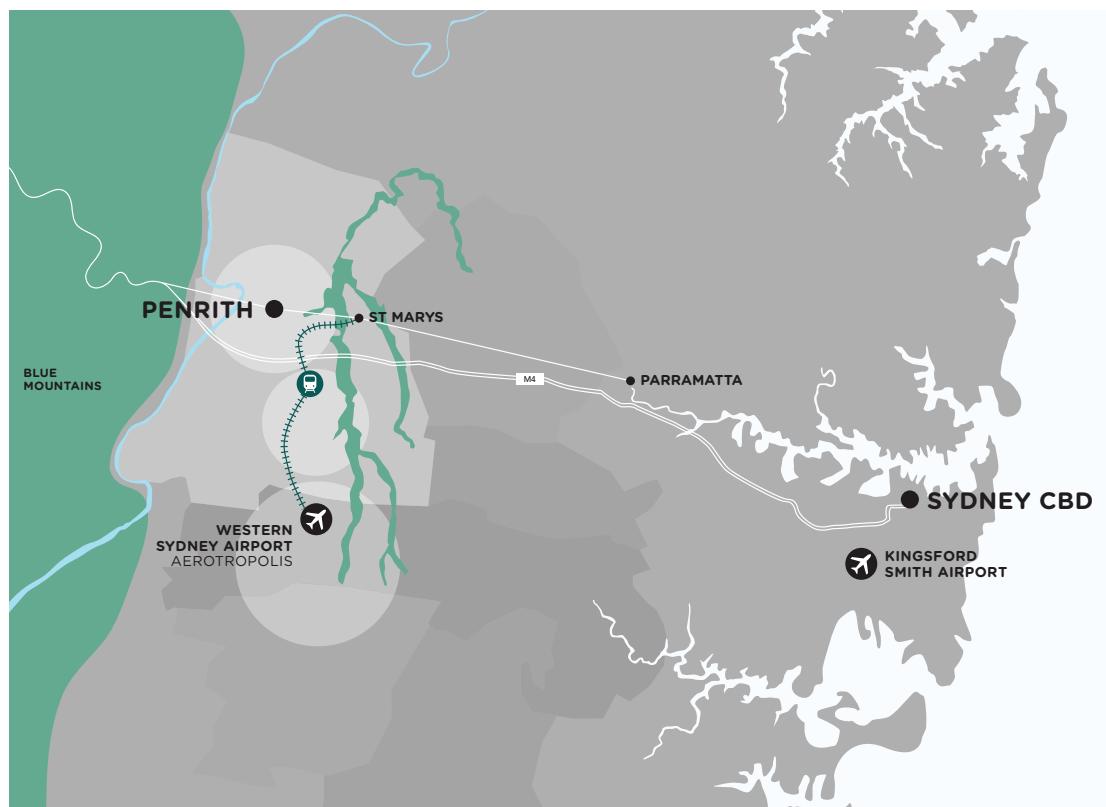 PENRITH
ST MARYS
BLUE
MOUNTAINS
M4
PARRAMATTA
SYDNEY CBD
WESTERN
SYDNEY AIRPORT
AEROTROPOLIS
KINGSFORD
SMITH AIRPORT